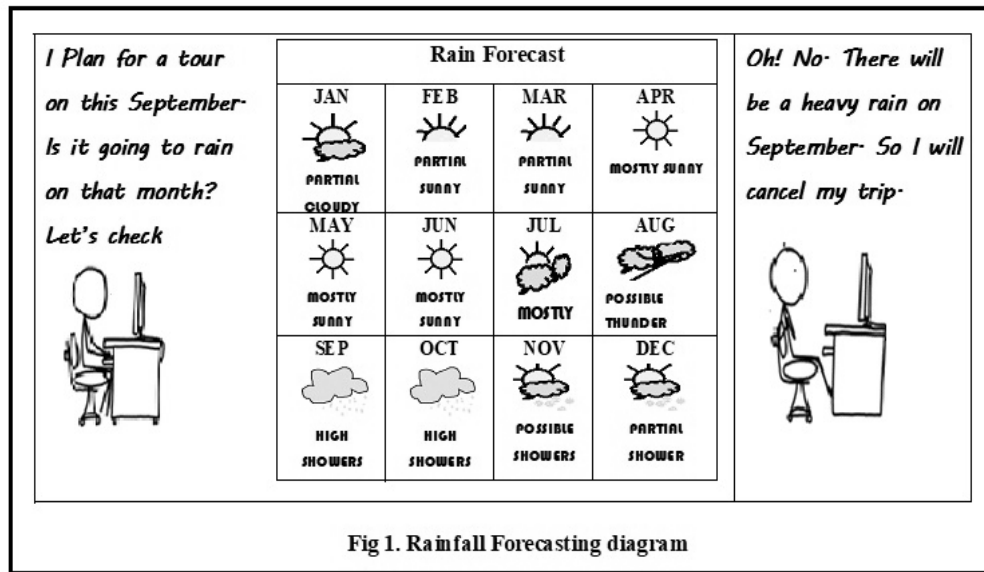 I Plan for a tour
on this September.
Is it going to rain
on that month?
Let's check
Rain Forecast
JAN
PARTIAL
CLOUDY
FEB
PARTIAL
SUNNY
MAR
PARTIAL
SUNNY
APR
MOSTLY SUNNY
MAY
MOSTLY
SUNNY
JUN
MOSTLY
SUNNY
JUL
MOSTLY
AUG
POSSIBLE
THUNDER
SEP
HIGH
SHOWERS
OCT
HIGH
SHOWERS
NOV
POSSIBLE
SHOWERS
DEC
PARTIAL
SHOWER
Oh! No. There will
be a heavy rain on
September. So I will
cancel my trip.
Fig 1. Rainfall Forecasting diagram